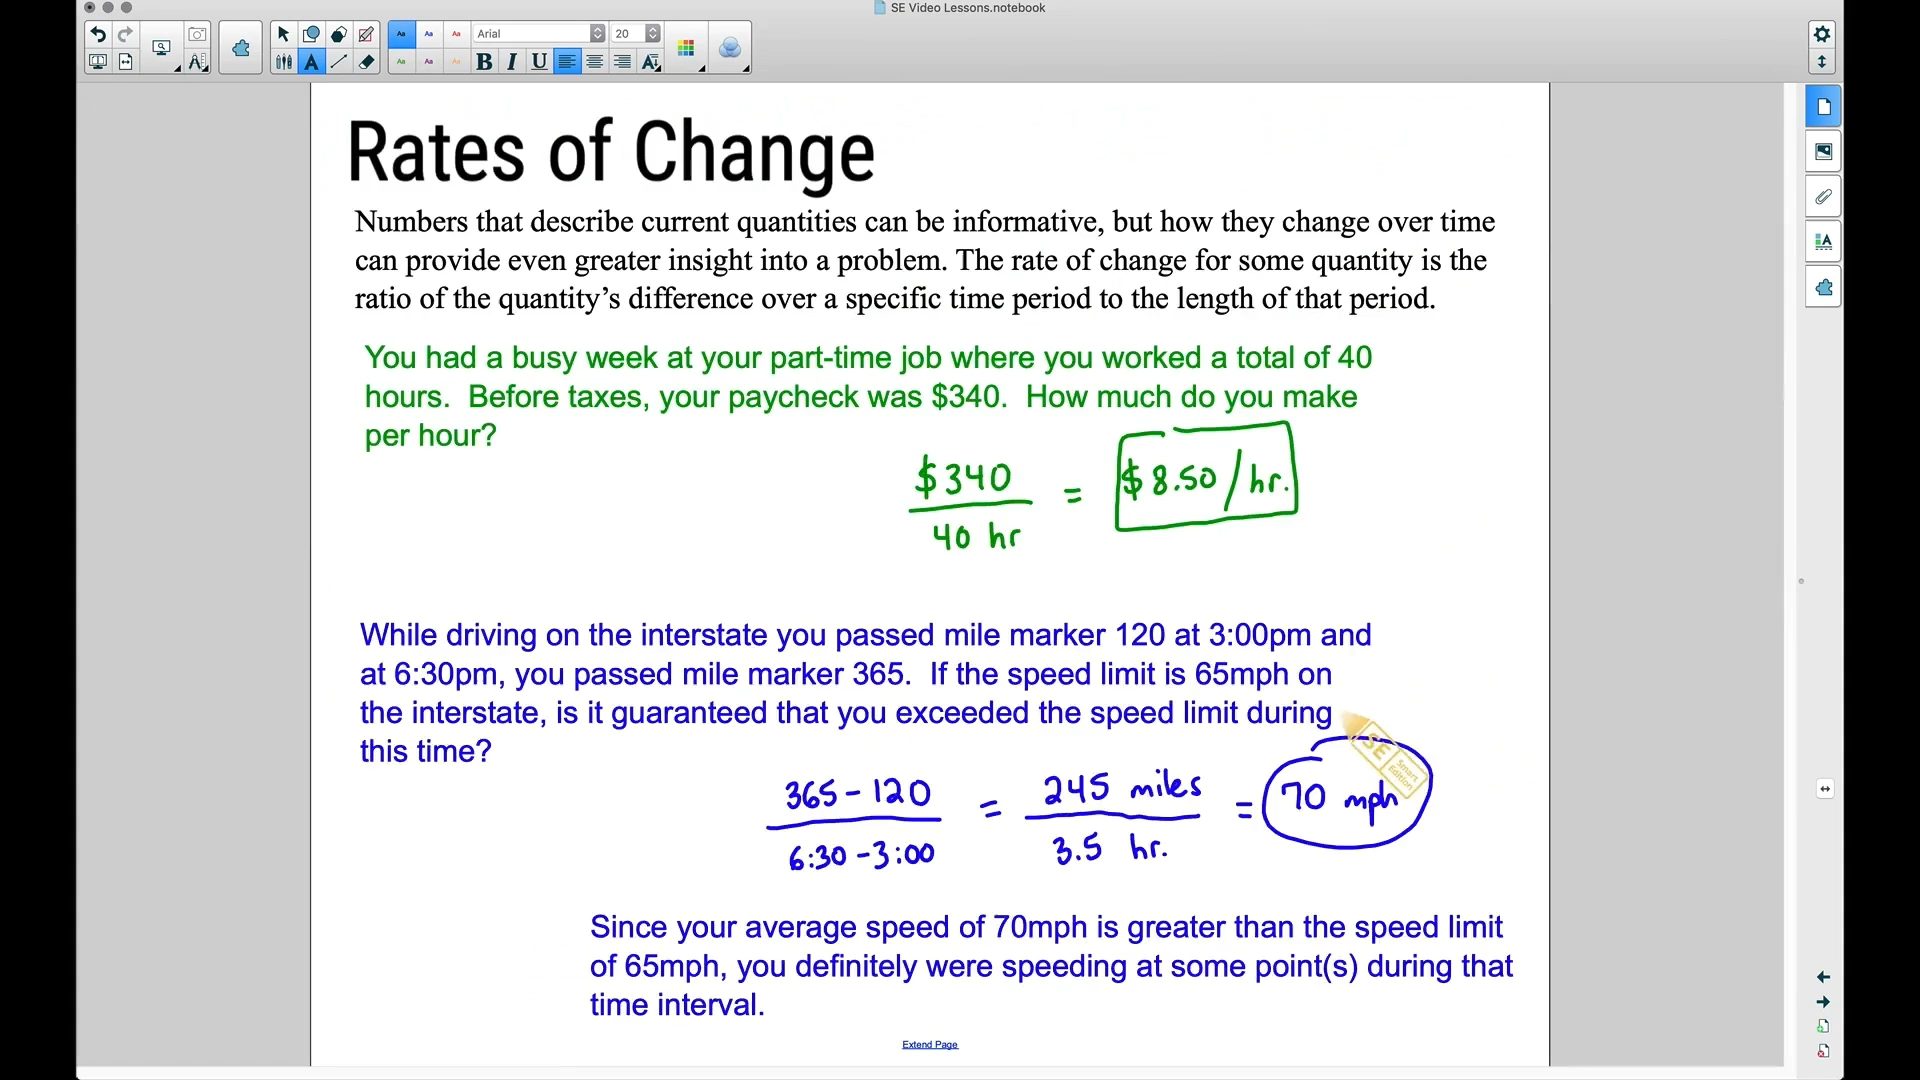 SE Video Lessons.notebook
Arial
20
Aa Aa Aa
Aa Aa Aa
B I U
Rates of Change
Numbers that describe current quantities can be informative, but how they change over time
can provide even greater insight into a problem. The rate of change for some quantity is the
ratio of the quantity’s difference over a specific time period to the length of that period.
You had a busy week at your part-time job where you worked a total of 40
hours. Before taxes, your paycheck was $340. How much do you make
per hour?
$340
= $8.50/hr.
40 hr
While driving on the interstate you passed mile marker 120 at 3:00pm and
at 6:30pm, you passed mile marker 365. If the speed limit is 65mph on
the interstate, is it guaranteed that you exceeded the speed limit during
this time?
SE Smart Edition
365 - 120 = 245 miles = 70 mph
6:30 - 3:00 3.5 hr.
Since your average speed of 70mph is greater than the speed limit
of 65mph, you definitely were speeding at some point(s) during that
time interval.
Extend Page